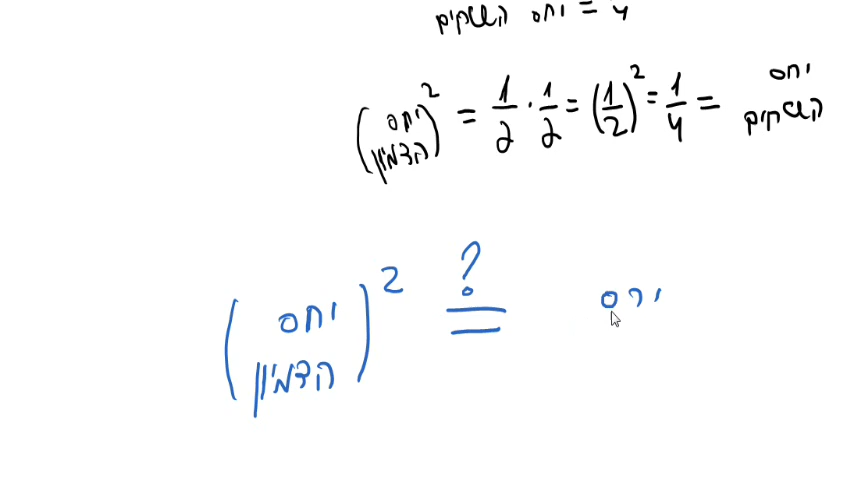 יחס השטחים = 4
(יחס הדמיון)² = 1/2 · 1/2 = (1/2)² = 1/4 = יחס השטחים
(יחס הדמיון)² ≟ יחס